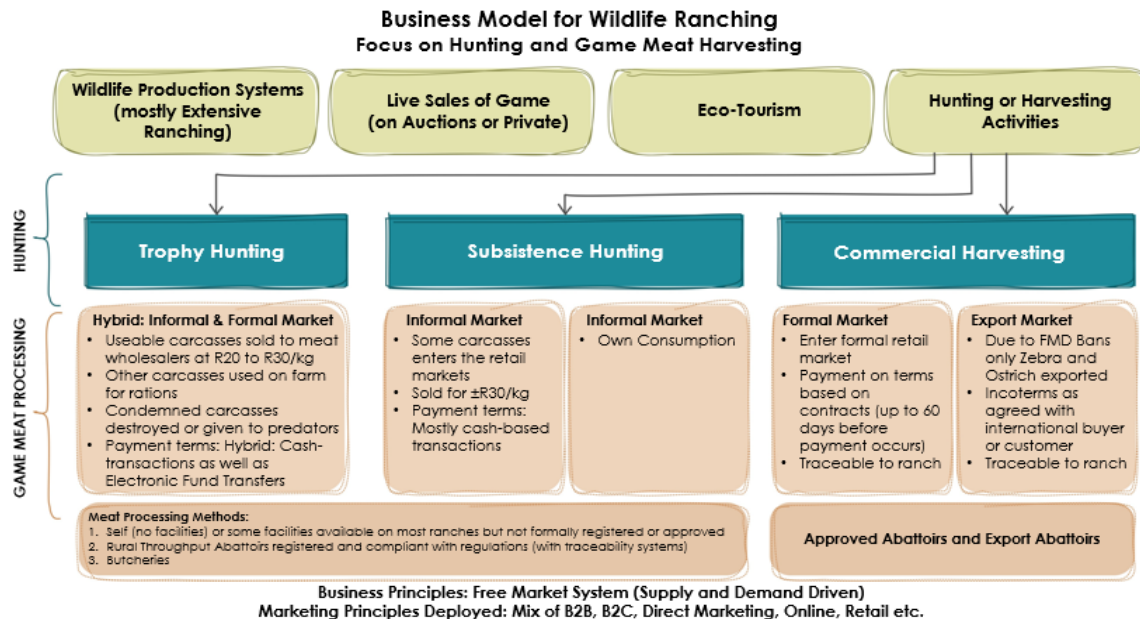 Business Model for Wildlife Ranching
Focus on Hunting and Game Meat Harvesting
Wildlife Production Systems
(mostly Extensive
Ranching)
Live Sales of Game
(on Auctions or Private)
Eco-Tourism
Hunting or Harvesting
Activities
HUNTING
Trophy Hunting
Subsistence Hunting
Commercial Harvesting
GAME MEAT PROCESSING
Hybrid: Informal & Formal Market
• Useable carcasses sold to meat
wholesalers at R20 to R30/kg
• Other carcasses used on farm
for rations
• Condemned carcasses
destroyed or given to predators
• Payment terms: Hybrid: Cash-
transactions as well as
Electronic Fund Transfers
Informal Market
• Some carcasses
enters the retail
markets
• Sold for ±R30/kg
• Payment terms:
Mostly cash-based
transactions
Informal Market
• Own Consumption
Formal Market
• Enter formal retail
market
• Payment on terms
based on
contracts (up to 60
days before
payment occurs)
• Traceable to ranch
Export Market
• Due to FMD Bans
only Zebra and
Ostrich exported
• Incoterms as
agreed with
international buyer
or customer
• Traceable to ranch
Meat Processing Methods:
1. Self (no facilities) or some facilities available on most ranches but not formally registered or approved
2. Rural Throughput Abattoirs registered and compliant with regulations (with traceability systems)
3. Butcheries
Approved Abattoirs and Export Abattoirs
Business Principles: Free Market System (Supply and Demand Driven)
Marketing Principles Deployed: Mix of B2B, B2C, Direct Marketing, Online, Retail etc.